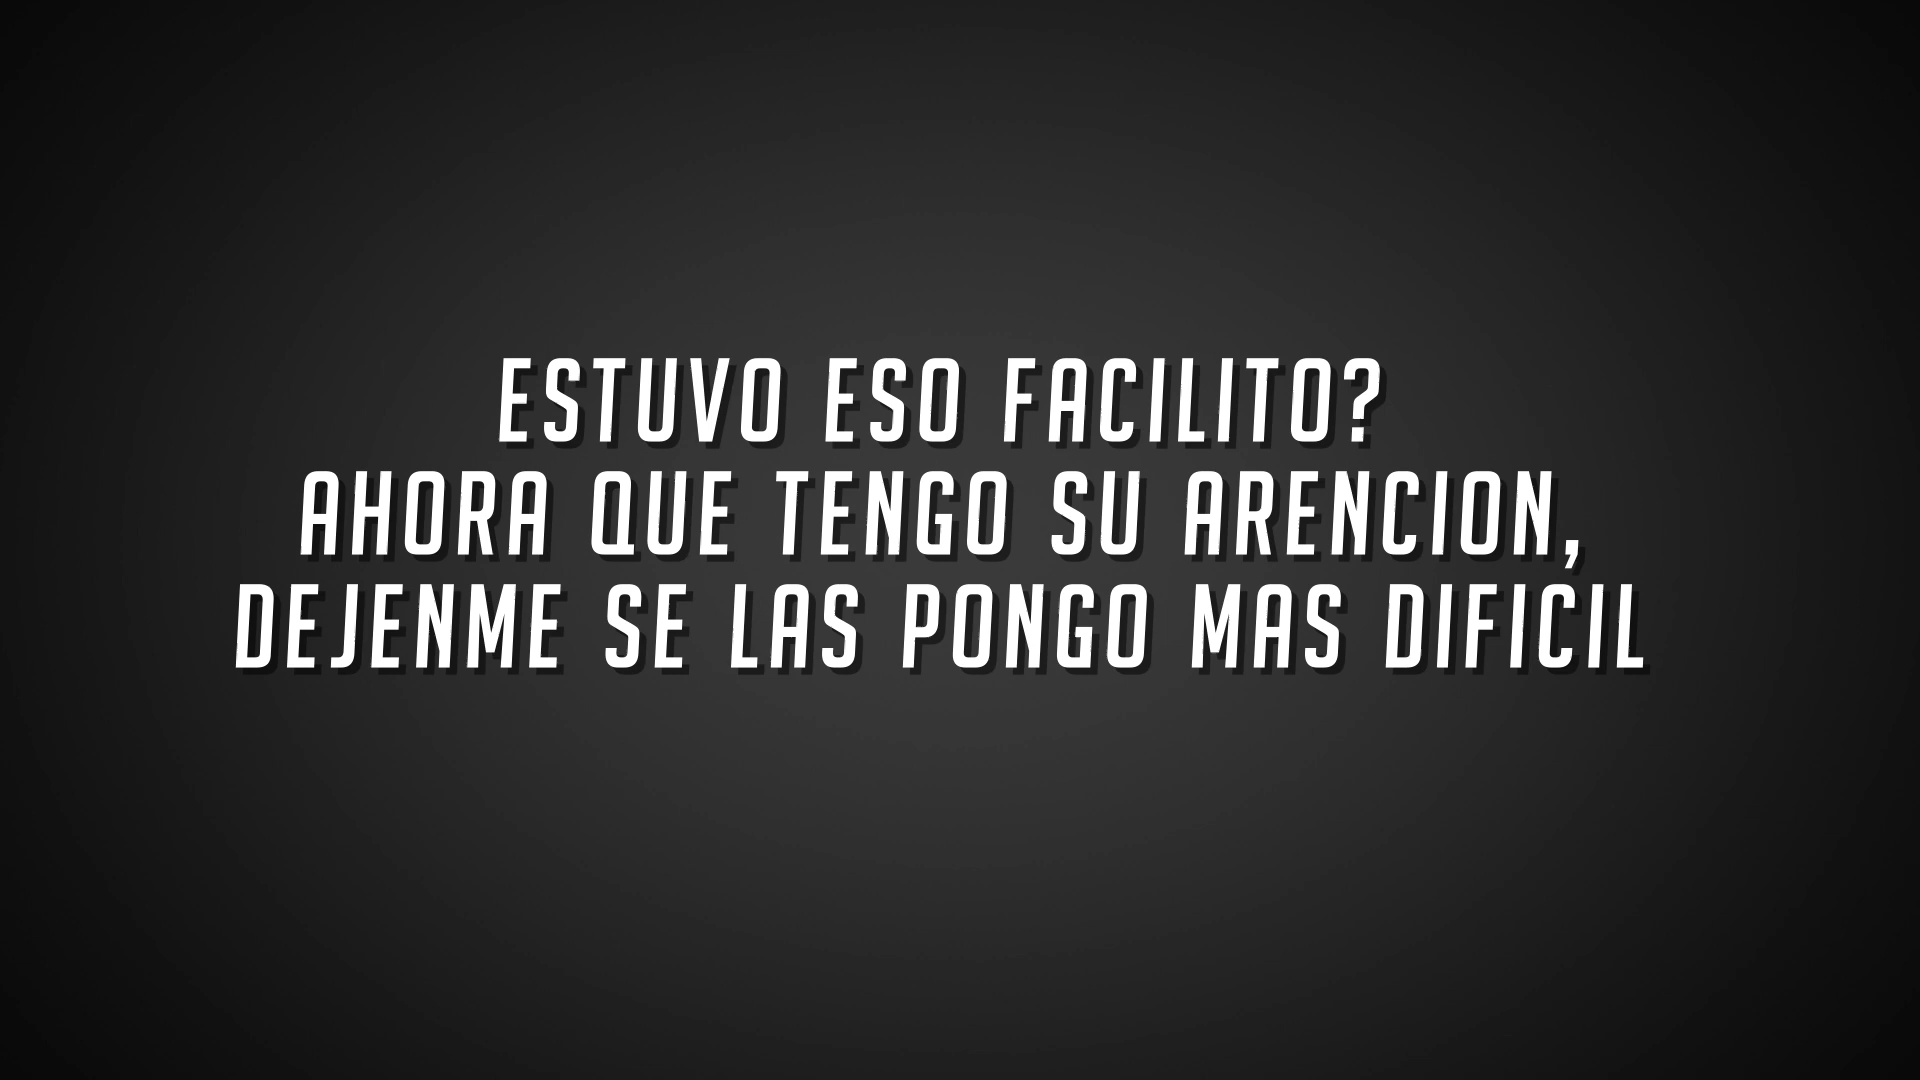 ESTUVO ESO FACILITO?
AHORA QUE TENGO SU ARENCION,
DEJENME SE LAS PONGO MAS DIFICIL